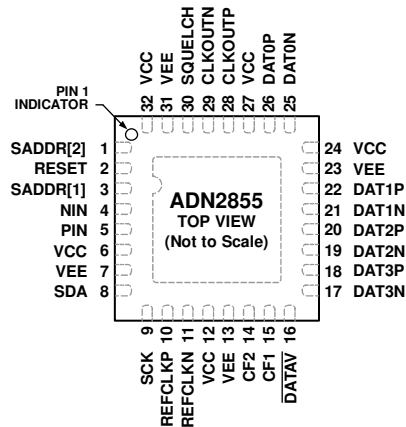 PIN 1
INDICATOR
32 VCC
31 VEE
30 SQUELCH
29 CLKOUTN
28 CLKOUTP
27 VCC
26 DAT0P
25 DAT0N
SADDR[2] 1
RESET 2
SADDR[1] 3
NIN 4
PIN 5
VCC 6
VEE 7
SDA 8
ADN2855
TOP VIEW
(Not to Scale)
24 VCC
23 VEE
22 DAT1P
21 DAT1N
20 DAT2P
19 DAT2N
18 DAT3P
17 DAT3N
SCK 9
REFCLKP 10
REFCLKN 11
VCC 12
VEE 13
CF2 14
CF1 15
DATAV 16